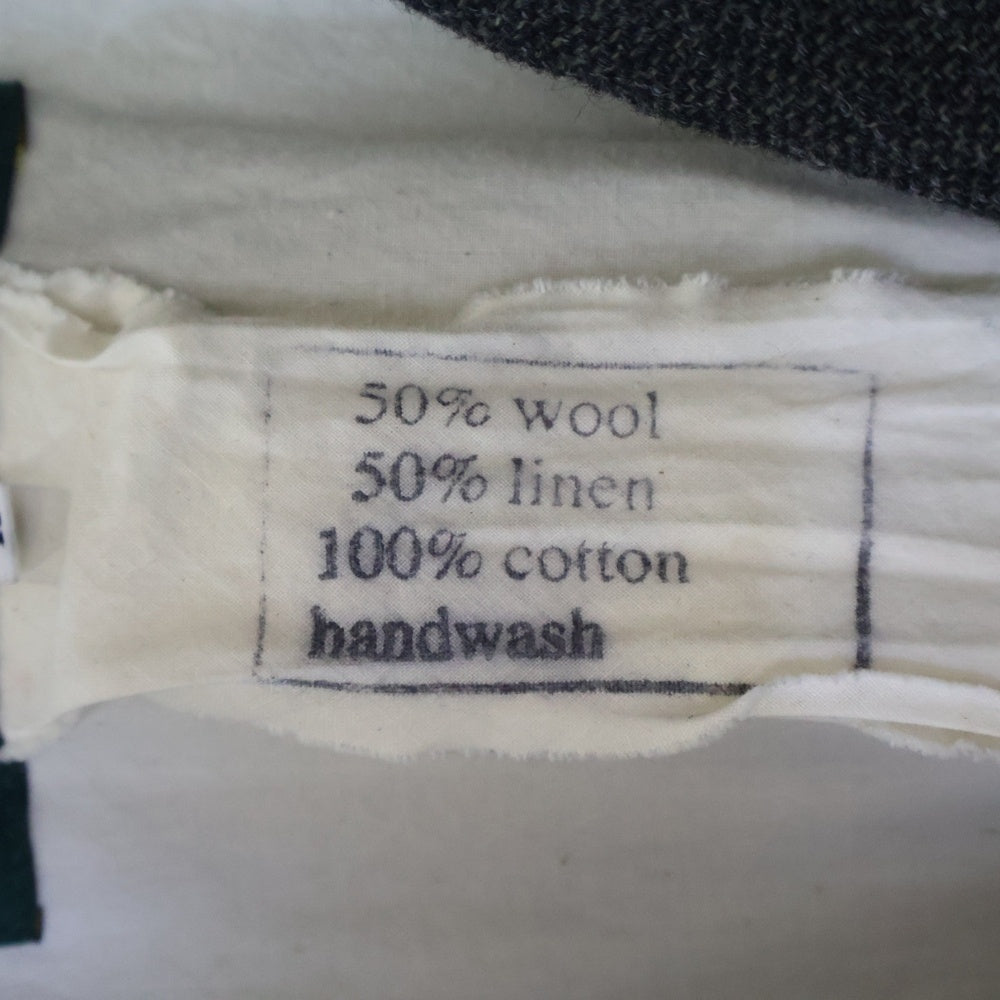 50% wool
50% linen
100% cotton
handwash